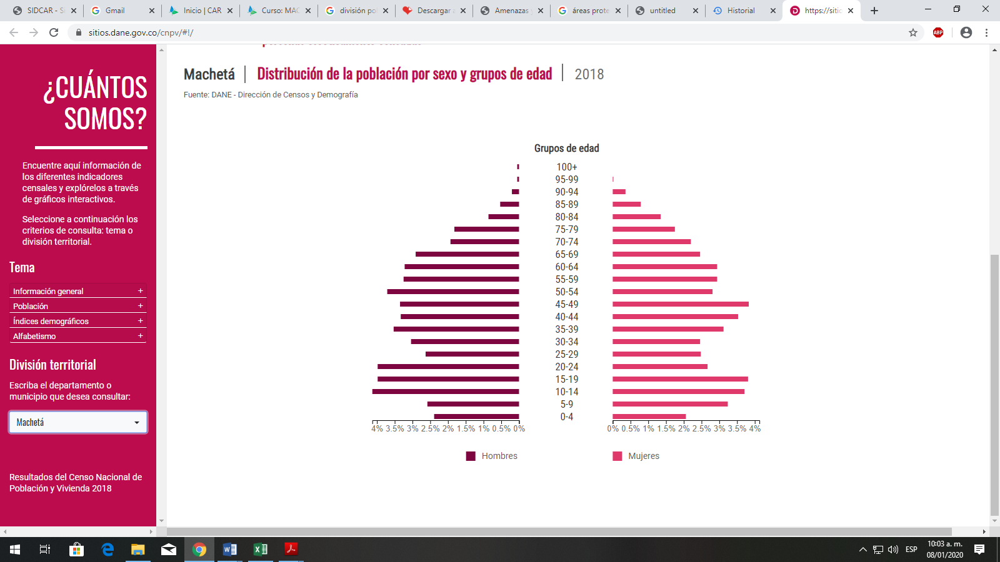 SIDCAR - S
Gmail
Inicio | CAR
Curso: MAC
división po
Descargar a
Amenazas y
áreas prote
untitled
Historial
https://sitio
sitios.dane.gov.co/cnpv/#!/
ABP
¿CUÁNTOS
SOMOS?
Encuentre aquí información de
los diferentes indicadores
censales y explórelos a través
de gráficos interactivos.
Seleccione a continuación los
criterios de consulta: tema o
división territorial.
Tema
Información general +
Población +
Índices demográficos +
Alfabetismo +
División territorial
Escriba el departamento o
municipio que desea consultar:
Machetá
Resultados del Censo Nacional de
Población y Vivienda 2018
Machetá | Distribución de la población por sexo y grupos de edad | 2018
Fuente: DANE - Dirección de Censos y Demografía
Grupos de edad
100+
95-99
90-94
85-89
80-84
75-79
70-74
65-69
60-64
55-59
50-54
45-49
40-44
35-39
30-34
25-29
20-24
15-19
10-14
5-9
0-4
4% 3.5% 3% 2.5% 2% 1.5% 1% 0.5% 0%
0% 0.5% 1% 1.5% 2% 2.5% 3% 3.5% 4%
Hombres
Mujeres
ESP
10:03 a. m.
08/01/2020